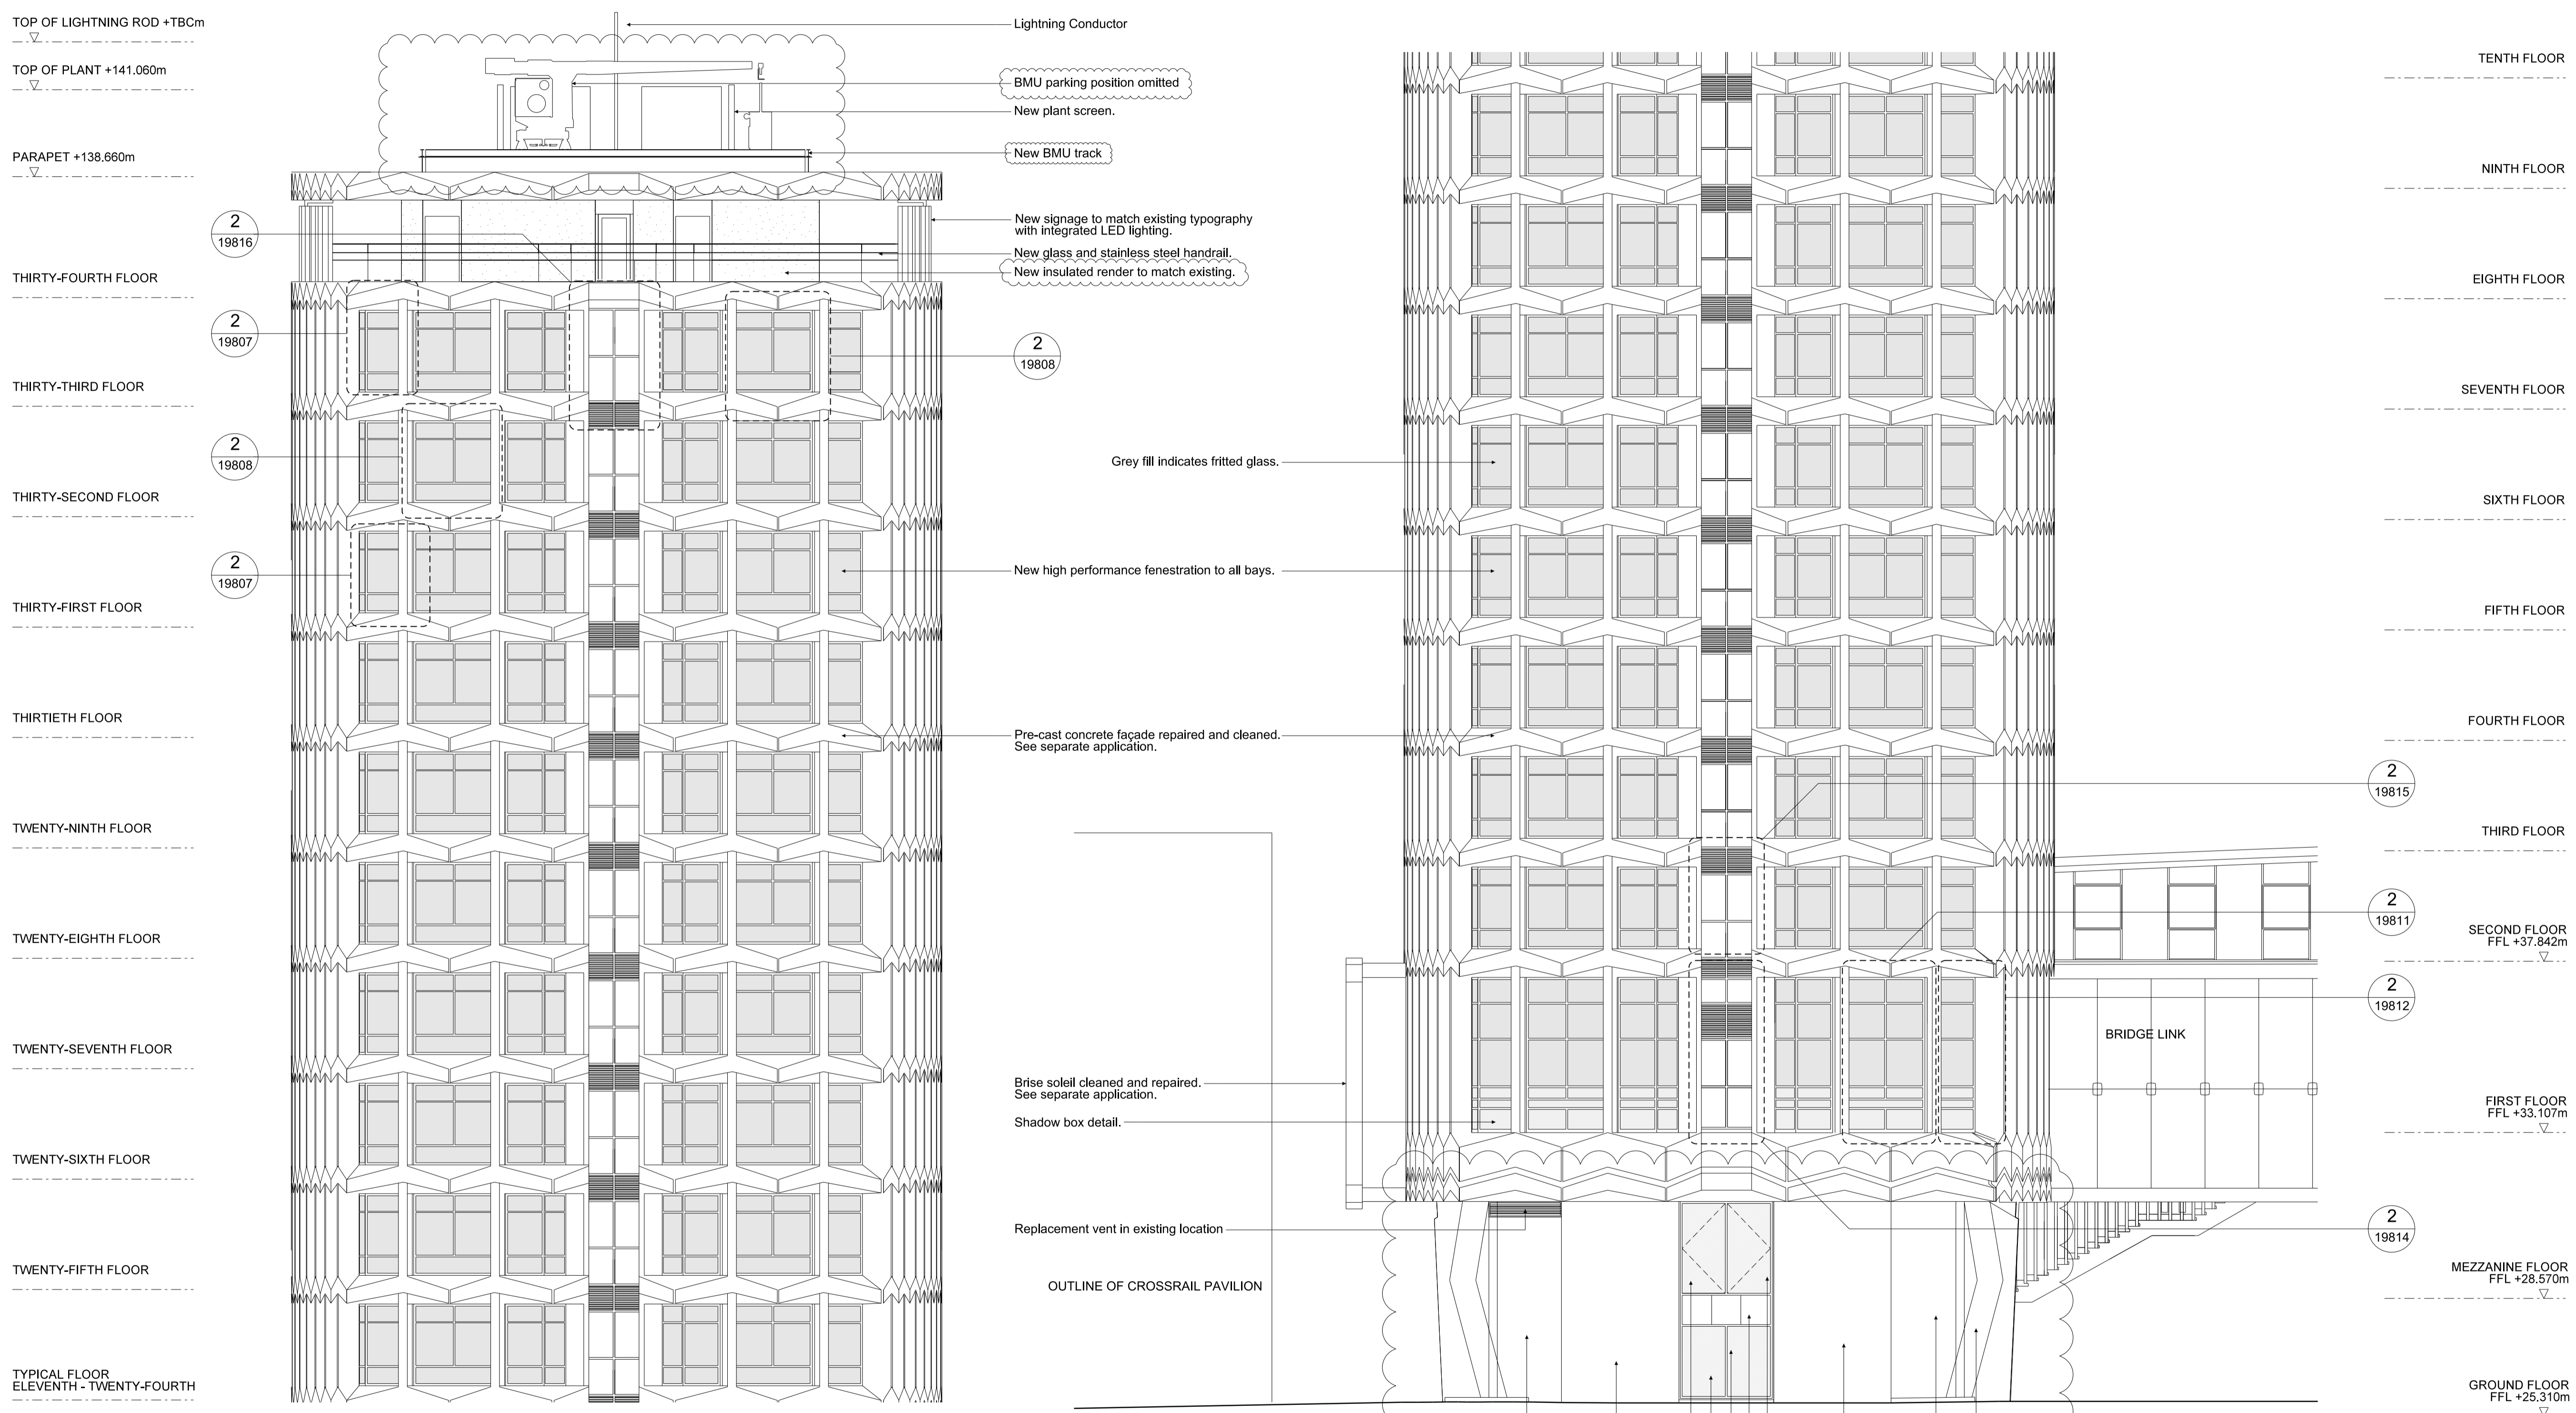 TOP OF LIGHTNING ROD +TBCm
TOP OF PLANT +141.060m
PARAPET +138.660m
THIRTY-FOURTH FLOOR
THIRTY-THIRD FLOOR
THIRTY-SECOND FLOOR
THIRTY-FIRST FLOOR
THIRTIETH FLOOR
TWENTY-NINTH FLOOR
TWENTY-EIGHTH FLOOR
TWENTY-SEVENTH FLOOR
TWENTY-SIXTH FLOOR
TWENTY-FIFTH FLOOR
TYPICAL FLOOR
ELEVENTH - TWENTY-FOURTH
2
19816
2
19807
2
19808
2
19807
2
19808
Lightning Conductor
BMU parking position omitted
New plant screen.
New BMU track
New signage to match existing typography
with integrated LED lighting.
New glass and stainless steel handrail.
New insulated render to match existing.
Grey fill indicates fritted glass.
New high performance fenestration to all bays.
Pre-cast concrete façade repaired and cleaned.
See separate application.
Brise soleil cleaned and repaired.
See separate application.
Shadow box detail.
Replacement vent in existing location
OUTLINE OF CROSSRAIL PAVILION
BRIDGE LINK
2
19815
2
19811
2
19812
2
19814
TENTH FLOOR
NINTH FLOOR
EIGHTH FLOOR
SEVENTH FLOOR
SIXTH FLOOR
FIFTH FLOOR
FOURTH FLOOR
THIRD FLOOR
SECOND FLOOR
FFL +37.842m
FIRST FLOOR
FFL +33.107m
MEZZANINE FLOOR
FFL +28.570m
GROUND FLOOR
FFL +25.310m